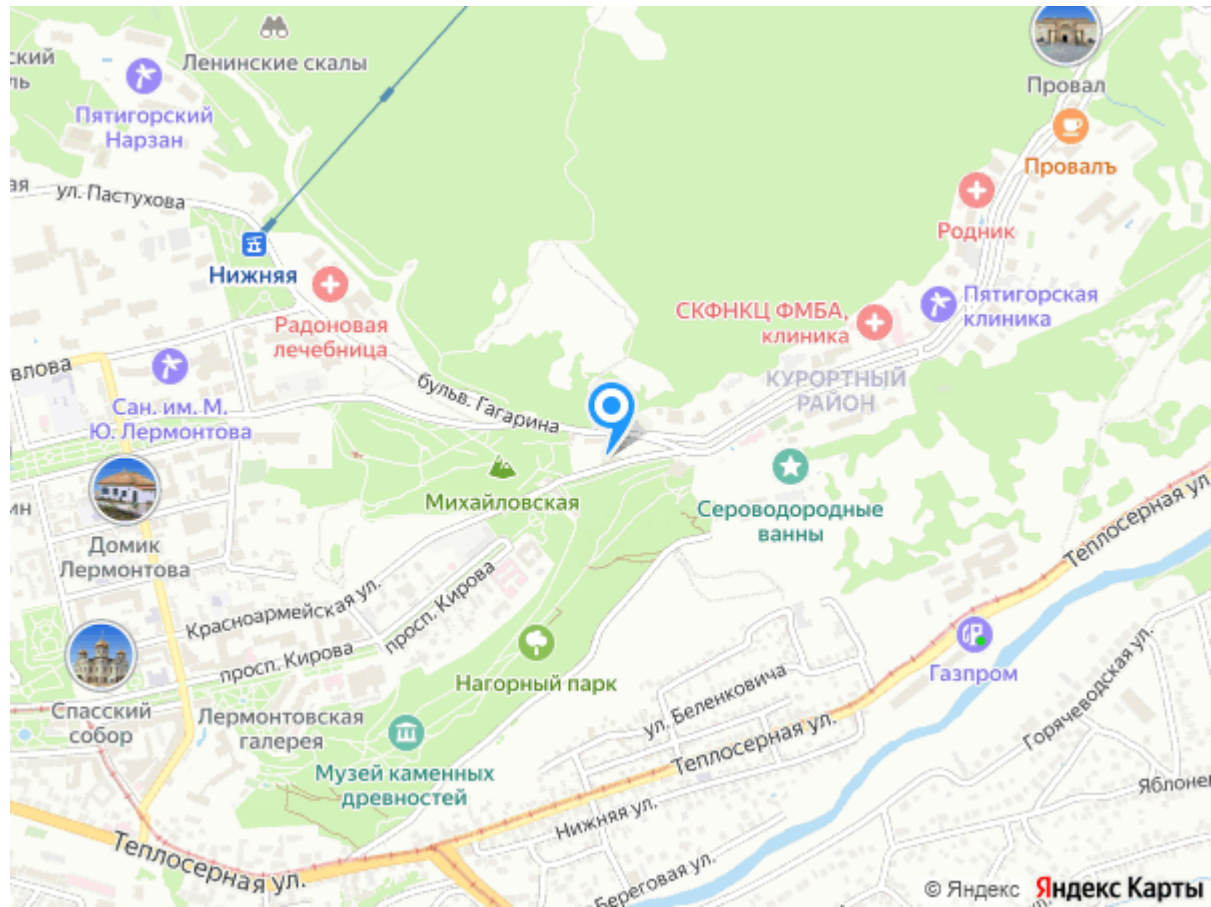 Ленинские скалы
Пятигорский
Нарзан
Провал
Провалъ
ул. Пастухова
Родник
Нижняя
Радоновая
лечебница
СКФНКЦ ФМБА,
клиника
Пятигорская
клиника
КУРОРТНЫЙ
РАЙОН
влова
Сан. им. М.
Ю. Лермонтова
бульв. Гагарина
Михайловская
Сероводородные
ванны
Теплосерная ул.
ин
Домик
Лермонтова
Красноармейская ул.
просп. Кирова
просп. Кирова
Нагорный парк
Газпром
Горячеводская ул.
ул. Беленковича
Спасский
собор
Лермонтовская
галерея
Музей каменных
древностей
Теплосерная ул.
Нижняя ул.
Яблонев
Теплосерная ул.
Береговая ул.
© Яндекс Яндекс Карты